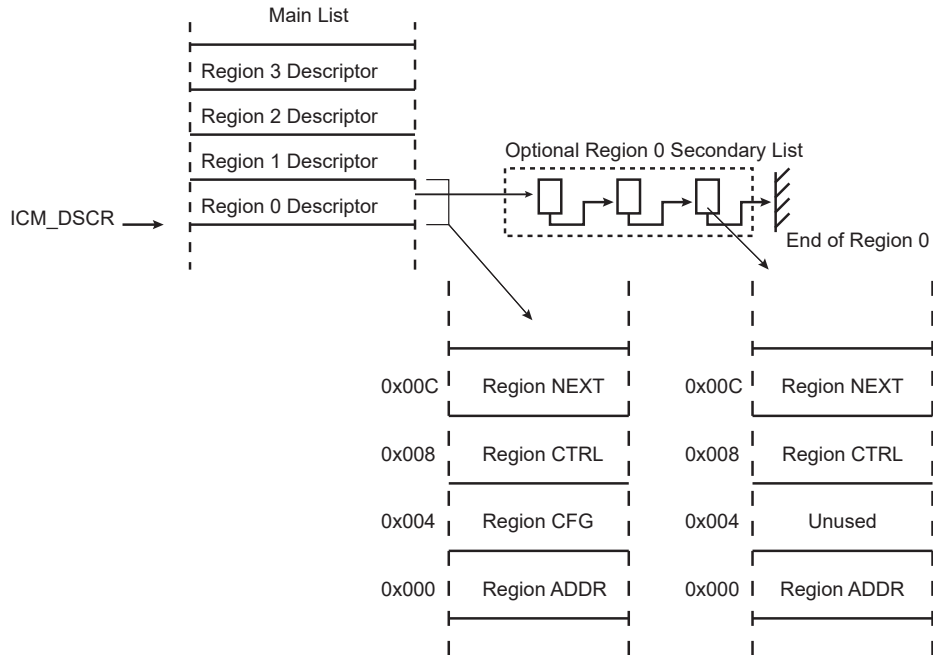 Main List
Region 3 Descriptor
Region 2 Descriptor
Region 1 Descriptor
Region 0 Descriptor
ICM_DSCR
Optional Region 0 Secondary List
End of Region 0
0x00C Region NEXT
0x008 Region CTRL
0x004 Region CFG
0x000 Region ADDR
0x00C Region NEXT
0x008 Region CTRL
0x004 Unused
0x000 Region ADDR